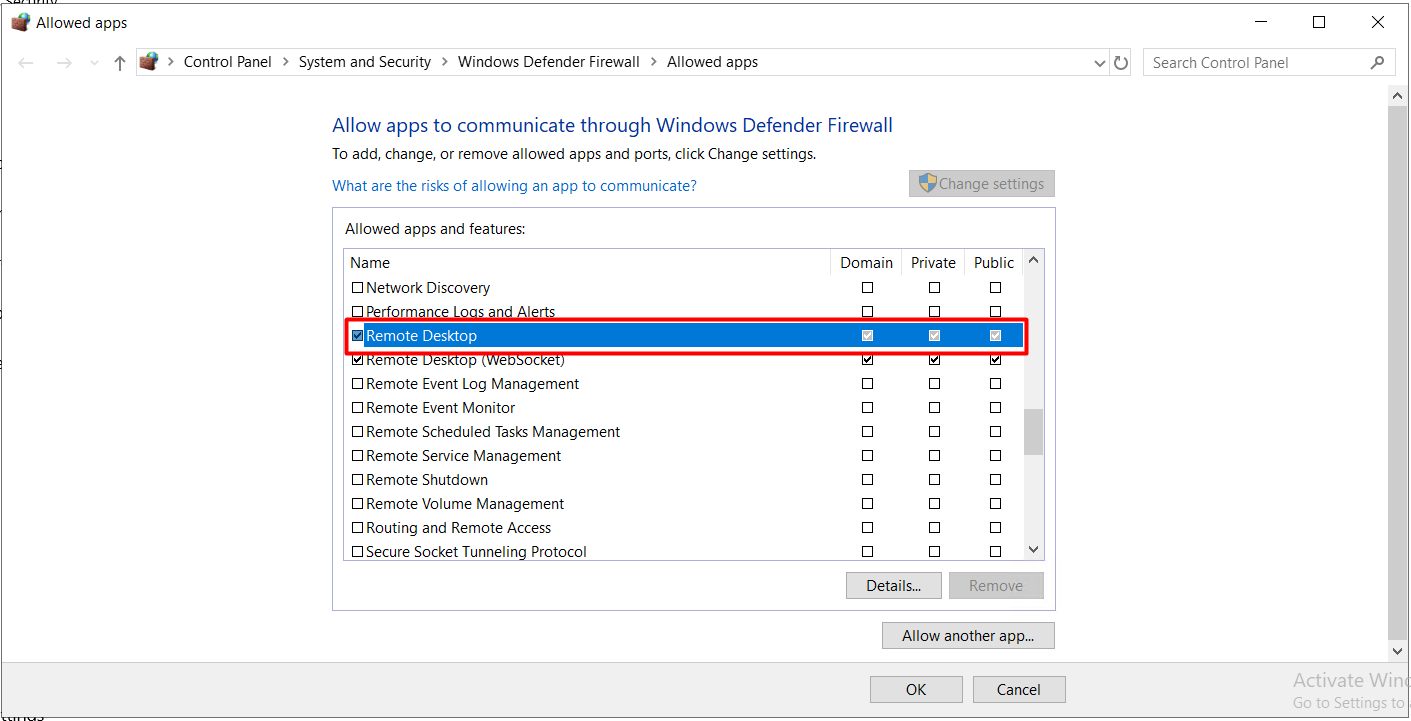 Allowed apps
Control Panel > System and Security > Windows Defender Firewall > Allowed apps
Search Control Panel
Allow apps to communicate through Windows Defender Firewall
To add, change, or remove allowed apps and ports, click Change settings.
What are the risks of allowing an app to communicate?
Change settings
Allowed apps and features:
Name Domain Private Public
Network Discovery
Performance Logs and Alerts
Remote Desktop
Remote Desktop (WebSocket)
Remote Event Log Management
Remote Event Monitor
Remote Scheduled Tasks Management
Remote Service Management
Remote Shutdown
Remote Volume Management
Routing and Remote Access
Secure Socket Tunneling Protocol
Details... Remove
Allow another app...
OK Cancel
Activate Wind
Go to Settings to